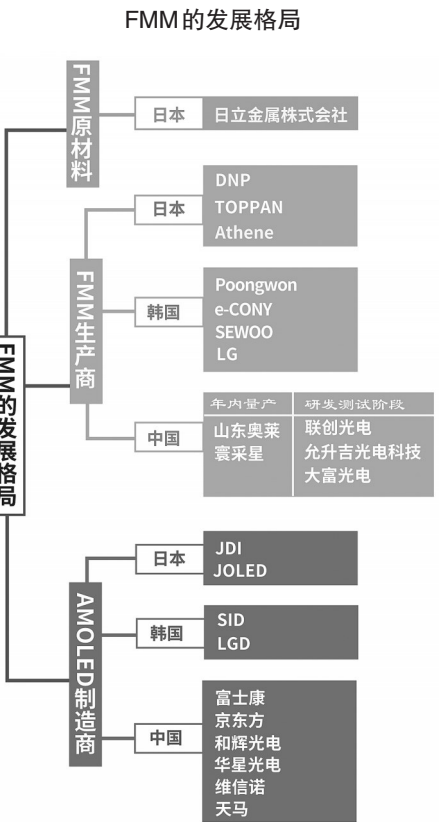 FMM的发展格局
FMM的发展格局
FMM原材料
日本
日立金属株式会社
FMM生产商
日本
DNP
TOPPAN
Athene
韩国
Poongwon
e-CONY
SEWOO
LG
中国
年内量产
山东奥莱
寰采星
研发测试阶段
联创光电
允升吉光电科技
大富光电
AMOLED制造商
日本
JDI
JOLED
韩国
SID
LGD
中国
富士康
京东方
和辉光电
华星光电
维信诺
天马